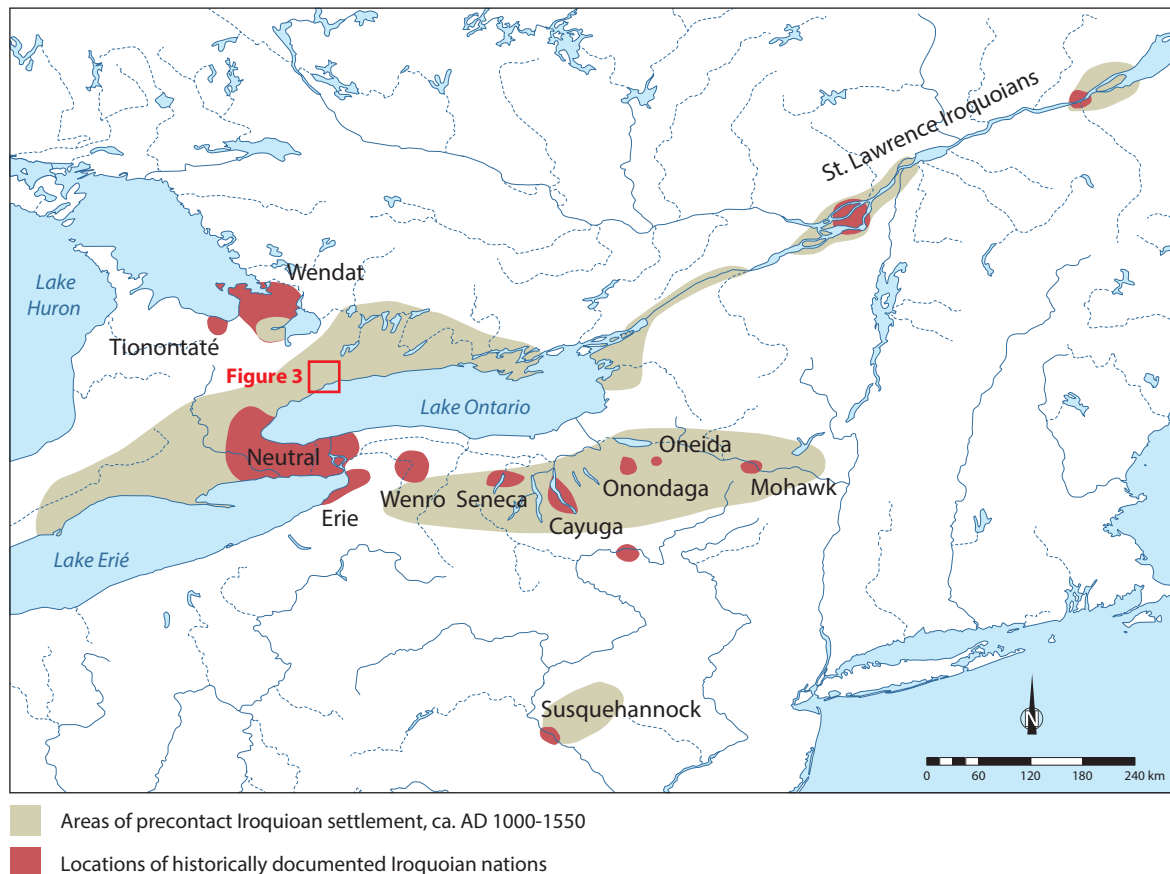 St. Lawrence Iroquoians
Wendat
Lake
Huron
Tionontaté
Figure 3
Lake Ontario
Oneida
Neutral
Wenro
Seneca
Onondaga
Mohawk
Erie
Cayuga
Lake Erié
Susquehannock
N
0 60 120 180 240 km
Areas of precontact Iroquoian settlement, ca. AD 1000-1550
Locations of historically documented Iroquoian nations